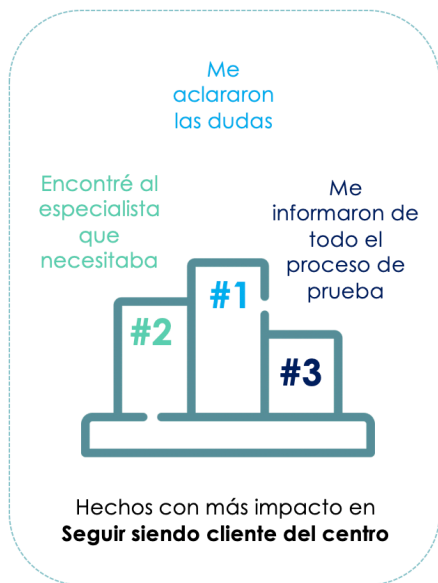 Me
aclararon
las dudas
Encontré al
especialista
que
necesitaba
Me
informaron de
todo el
proceso de
prueba
#1
#2
#3
Hechos con más impacto en
Seguir siendo cliente del centro